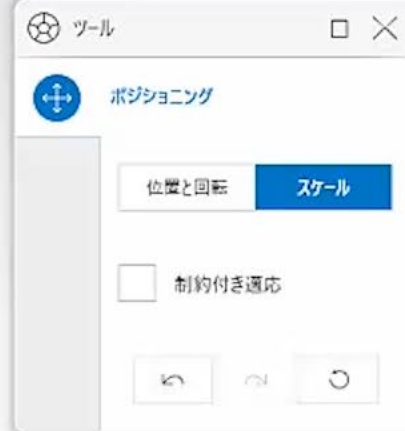 ツール
ポジショニング
位置と回転
スケール
制約付き適応